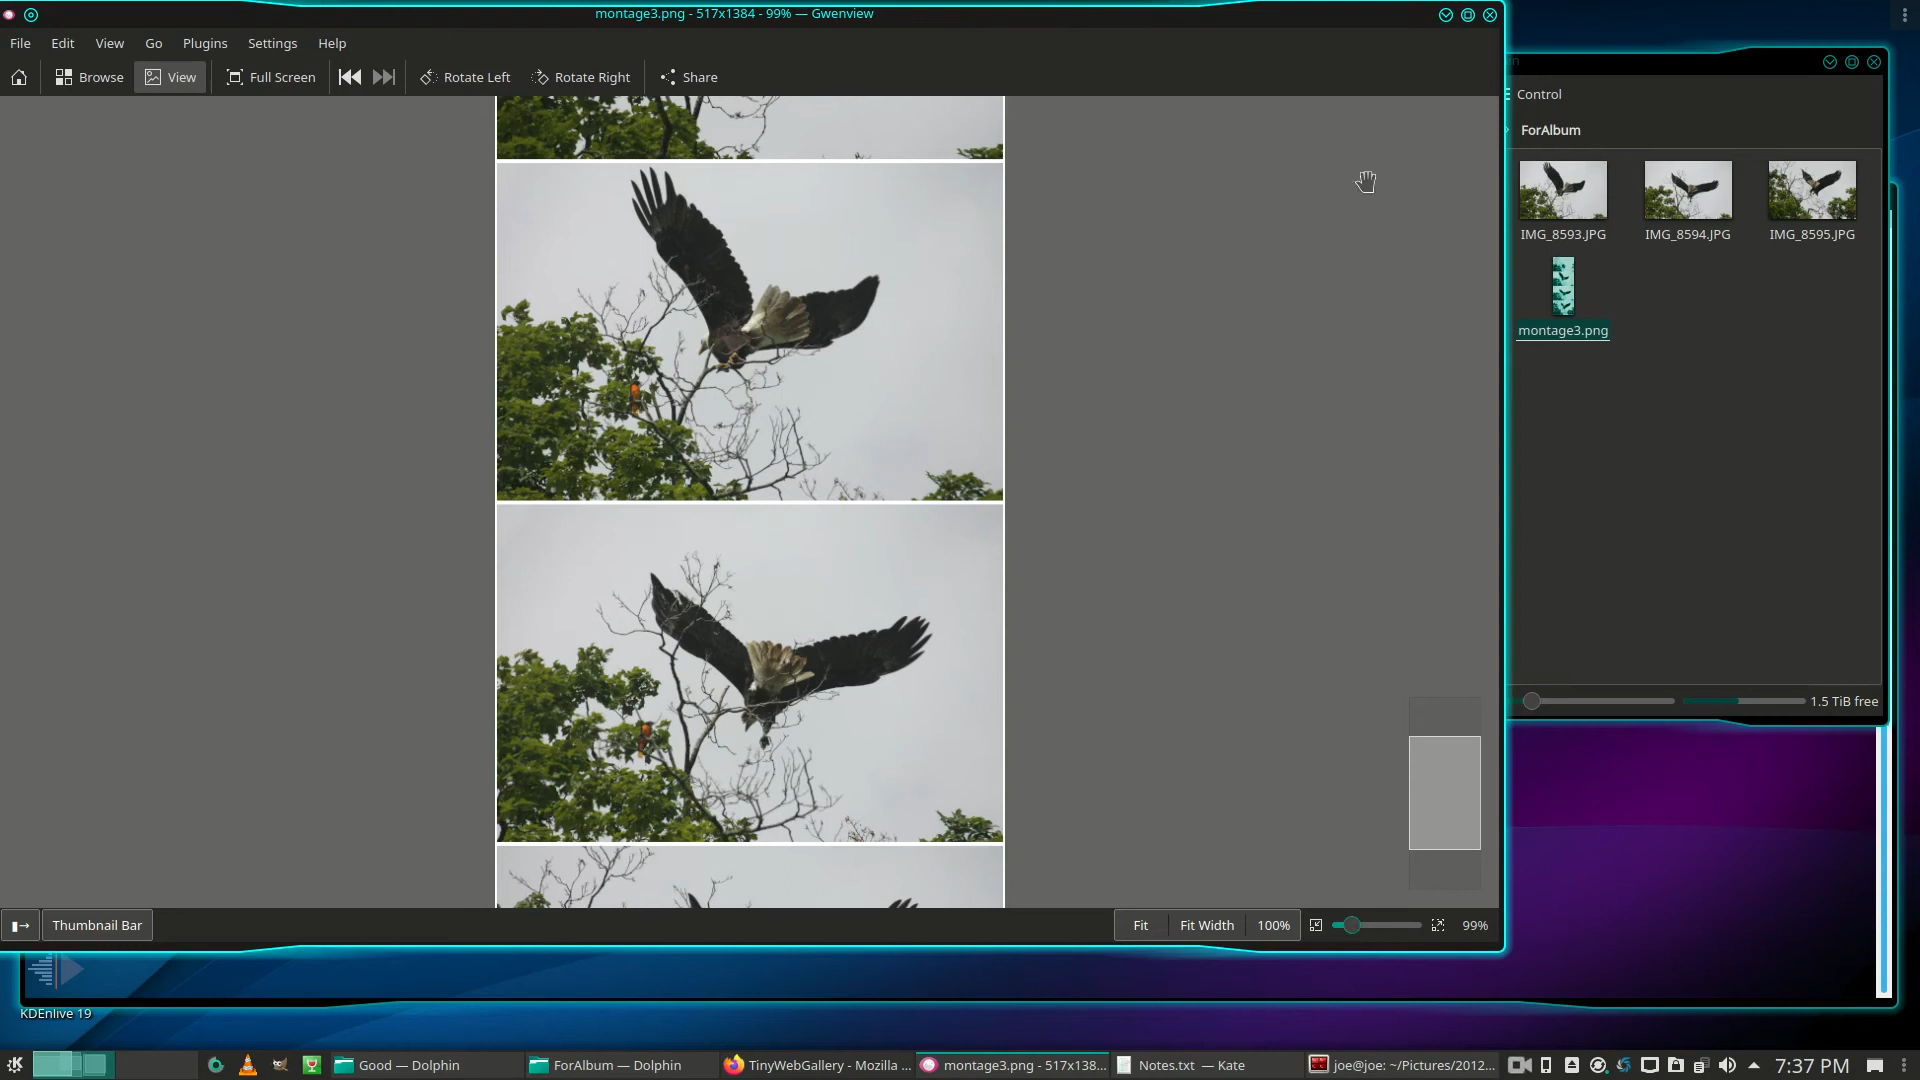 montage3.png - 517x1384 - 99% — Gwenview
File Edit View Go Plugins Settings Help
Browse View Full Screen Rotate Left Rotate Right Share
Control
ForAlbum
IMG_8593.JPG IMG_8594.JPG IMG_8595.JPG
montage3.png
1.5 TiB free
Thumbnail Bar Fit Fit Width 100% 99%
KDEnlive 19
Good — Dolphin ForAlbum — Dolphin TinyWebGallery - Mozilla ... montage3.png - 517x138... Notes.txt — Kate joe@joe: ~/Pictures/2012... 7:37 PM